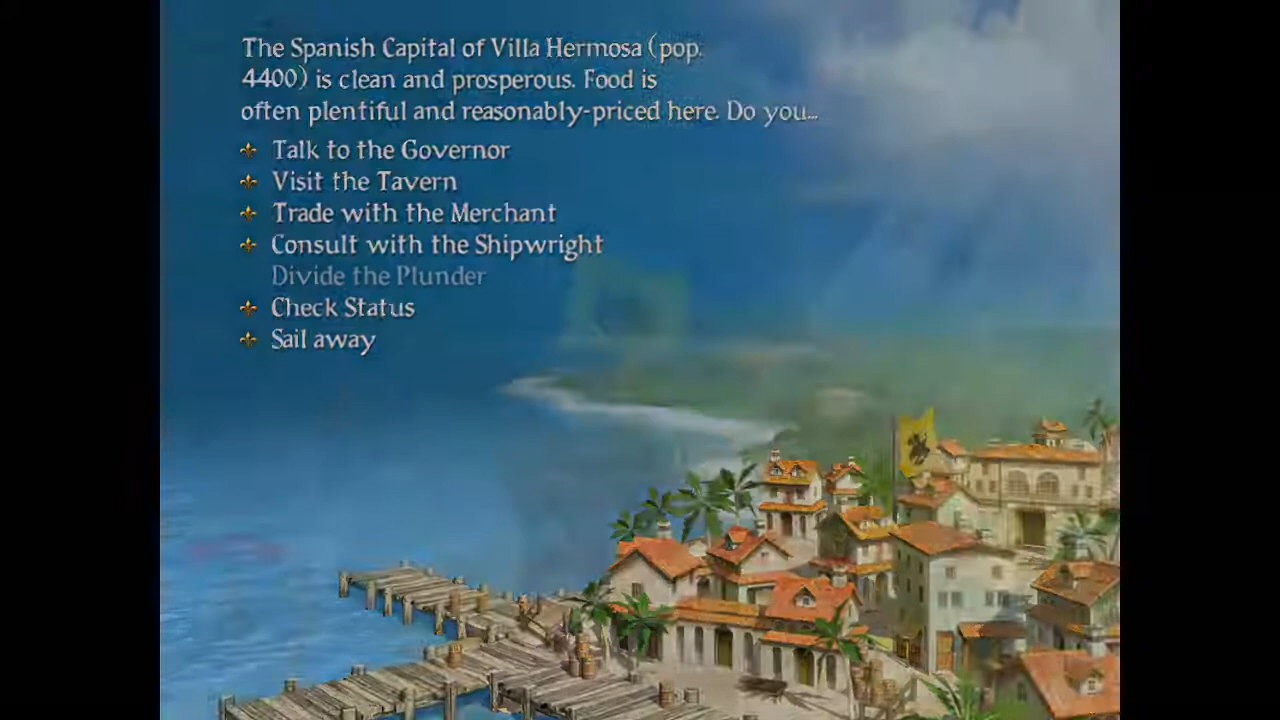 The Spanish Capital of Villa Hermosa (pop.
4400) is clean and prosperous. Food is
often plentiful and reasonably-priced here. Do you...
Talk to the Governor
Visit the Tavern
Trade with the Merchant
Consult with the Shipwright
Divide the Plunder
Check Status
Sail away